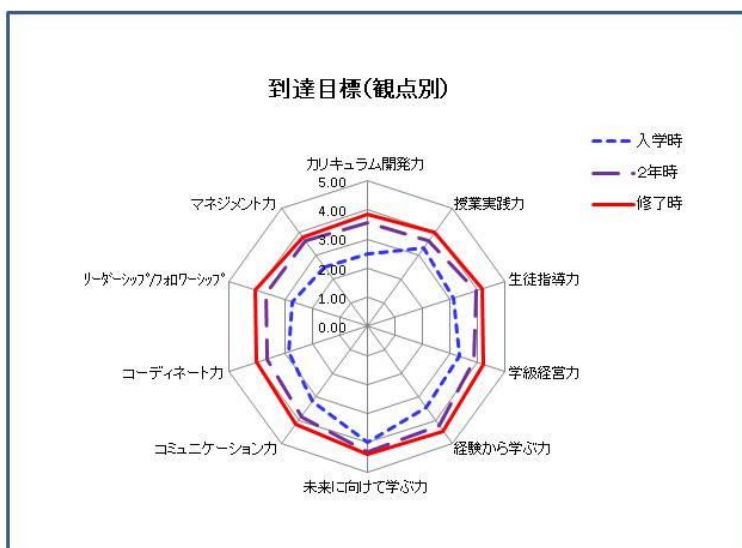 到達目標(観点別)
入学時
2年時
修了時
カリキュラム開発力
5.00
4.00
3.00
2.00
1.00
0.00
授業実践力
生徒指導力
学級経営力
経験から学ぶ力
未来に向けて学ぶ力
コミュニケーション力
コーディネート力
リーダーシップ/フォロワーシップ
マネジメント力